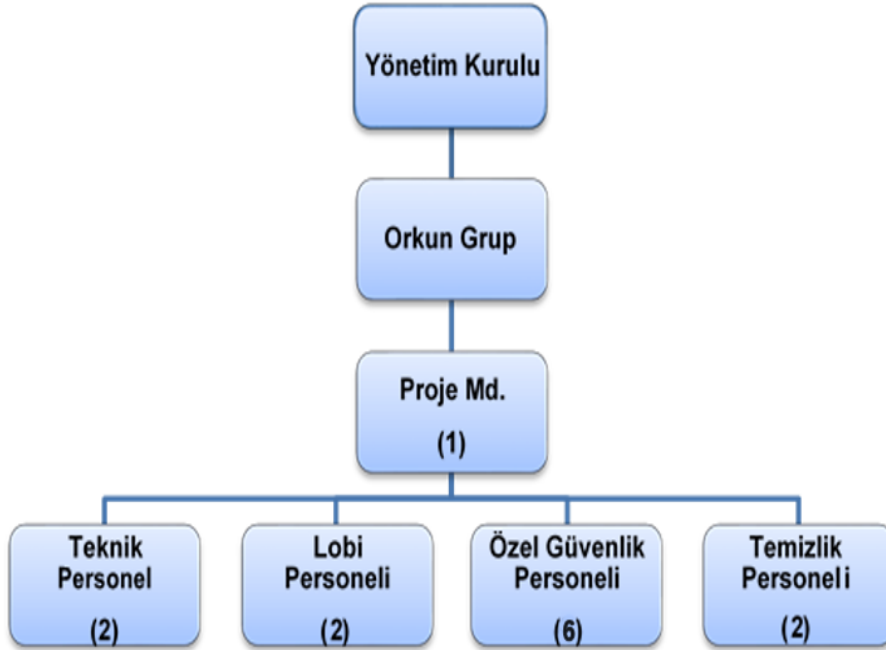 Yönetim Kurulu
Orkun Grup
Proje Md.
(1)
Teknik
Personel
(2)
Lobi
Personeli
(2)
Özel Güvenlik
Personeli
(6)
Temizlik
Personeli
(2)